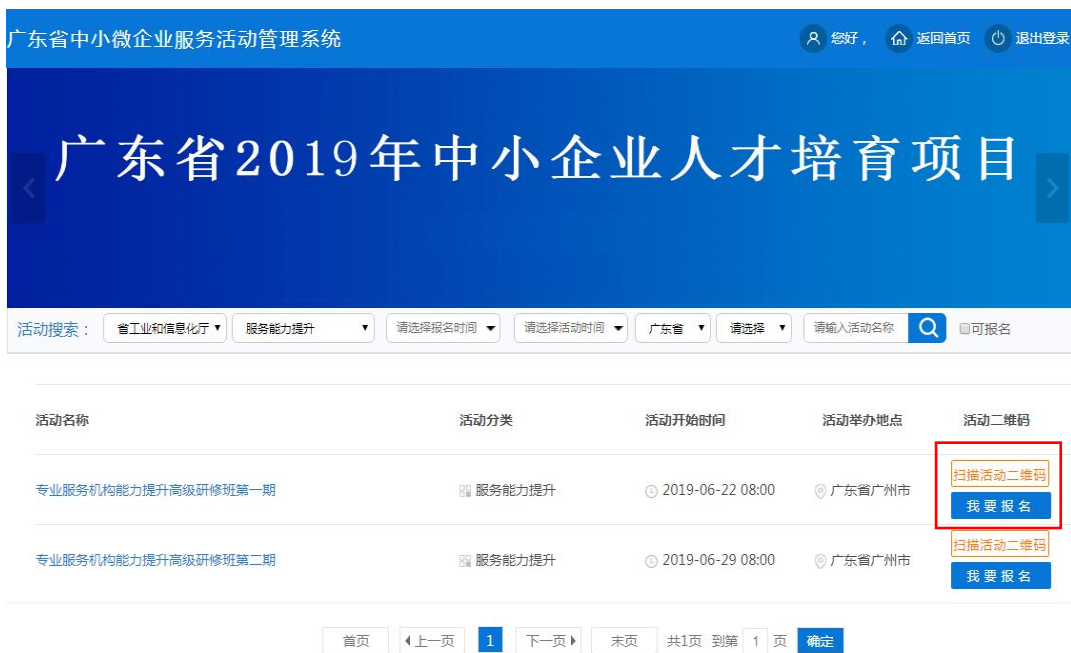 广东省中小微企业服务活动管理系统 您好， 返回首页 退出登录
广东省2019年中小企业人才培育项目
活动搜索： 省工业和信息化厅 服务能力提升 请选择报名时间 请选择活动时间 广东省 请选择 请输入活动名称 可报名
活动名称 活动分类 活动开始时间 活动举办地点 活动二维码
专业服务机构能力提升高级研修班第一期 服务能力提升 2019-06-22 08:00 广东省广州市 扫描活动二维码
我要报名
专业服务机构能力提升高级研修班第二期 服务能力提升 2019-06-29 08:00 广东省广州市 扫描活动二维码
我要报名
首页 上一页 1 下一页 末页 共1页 到第 1 页 确定